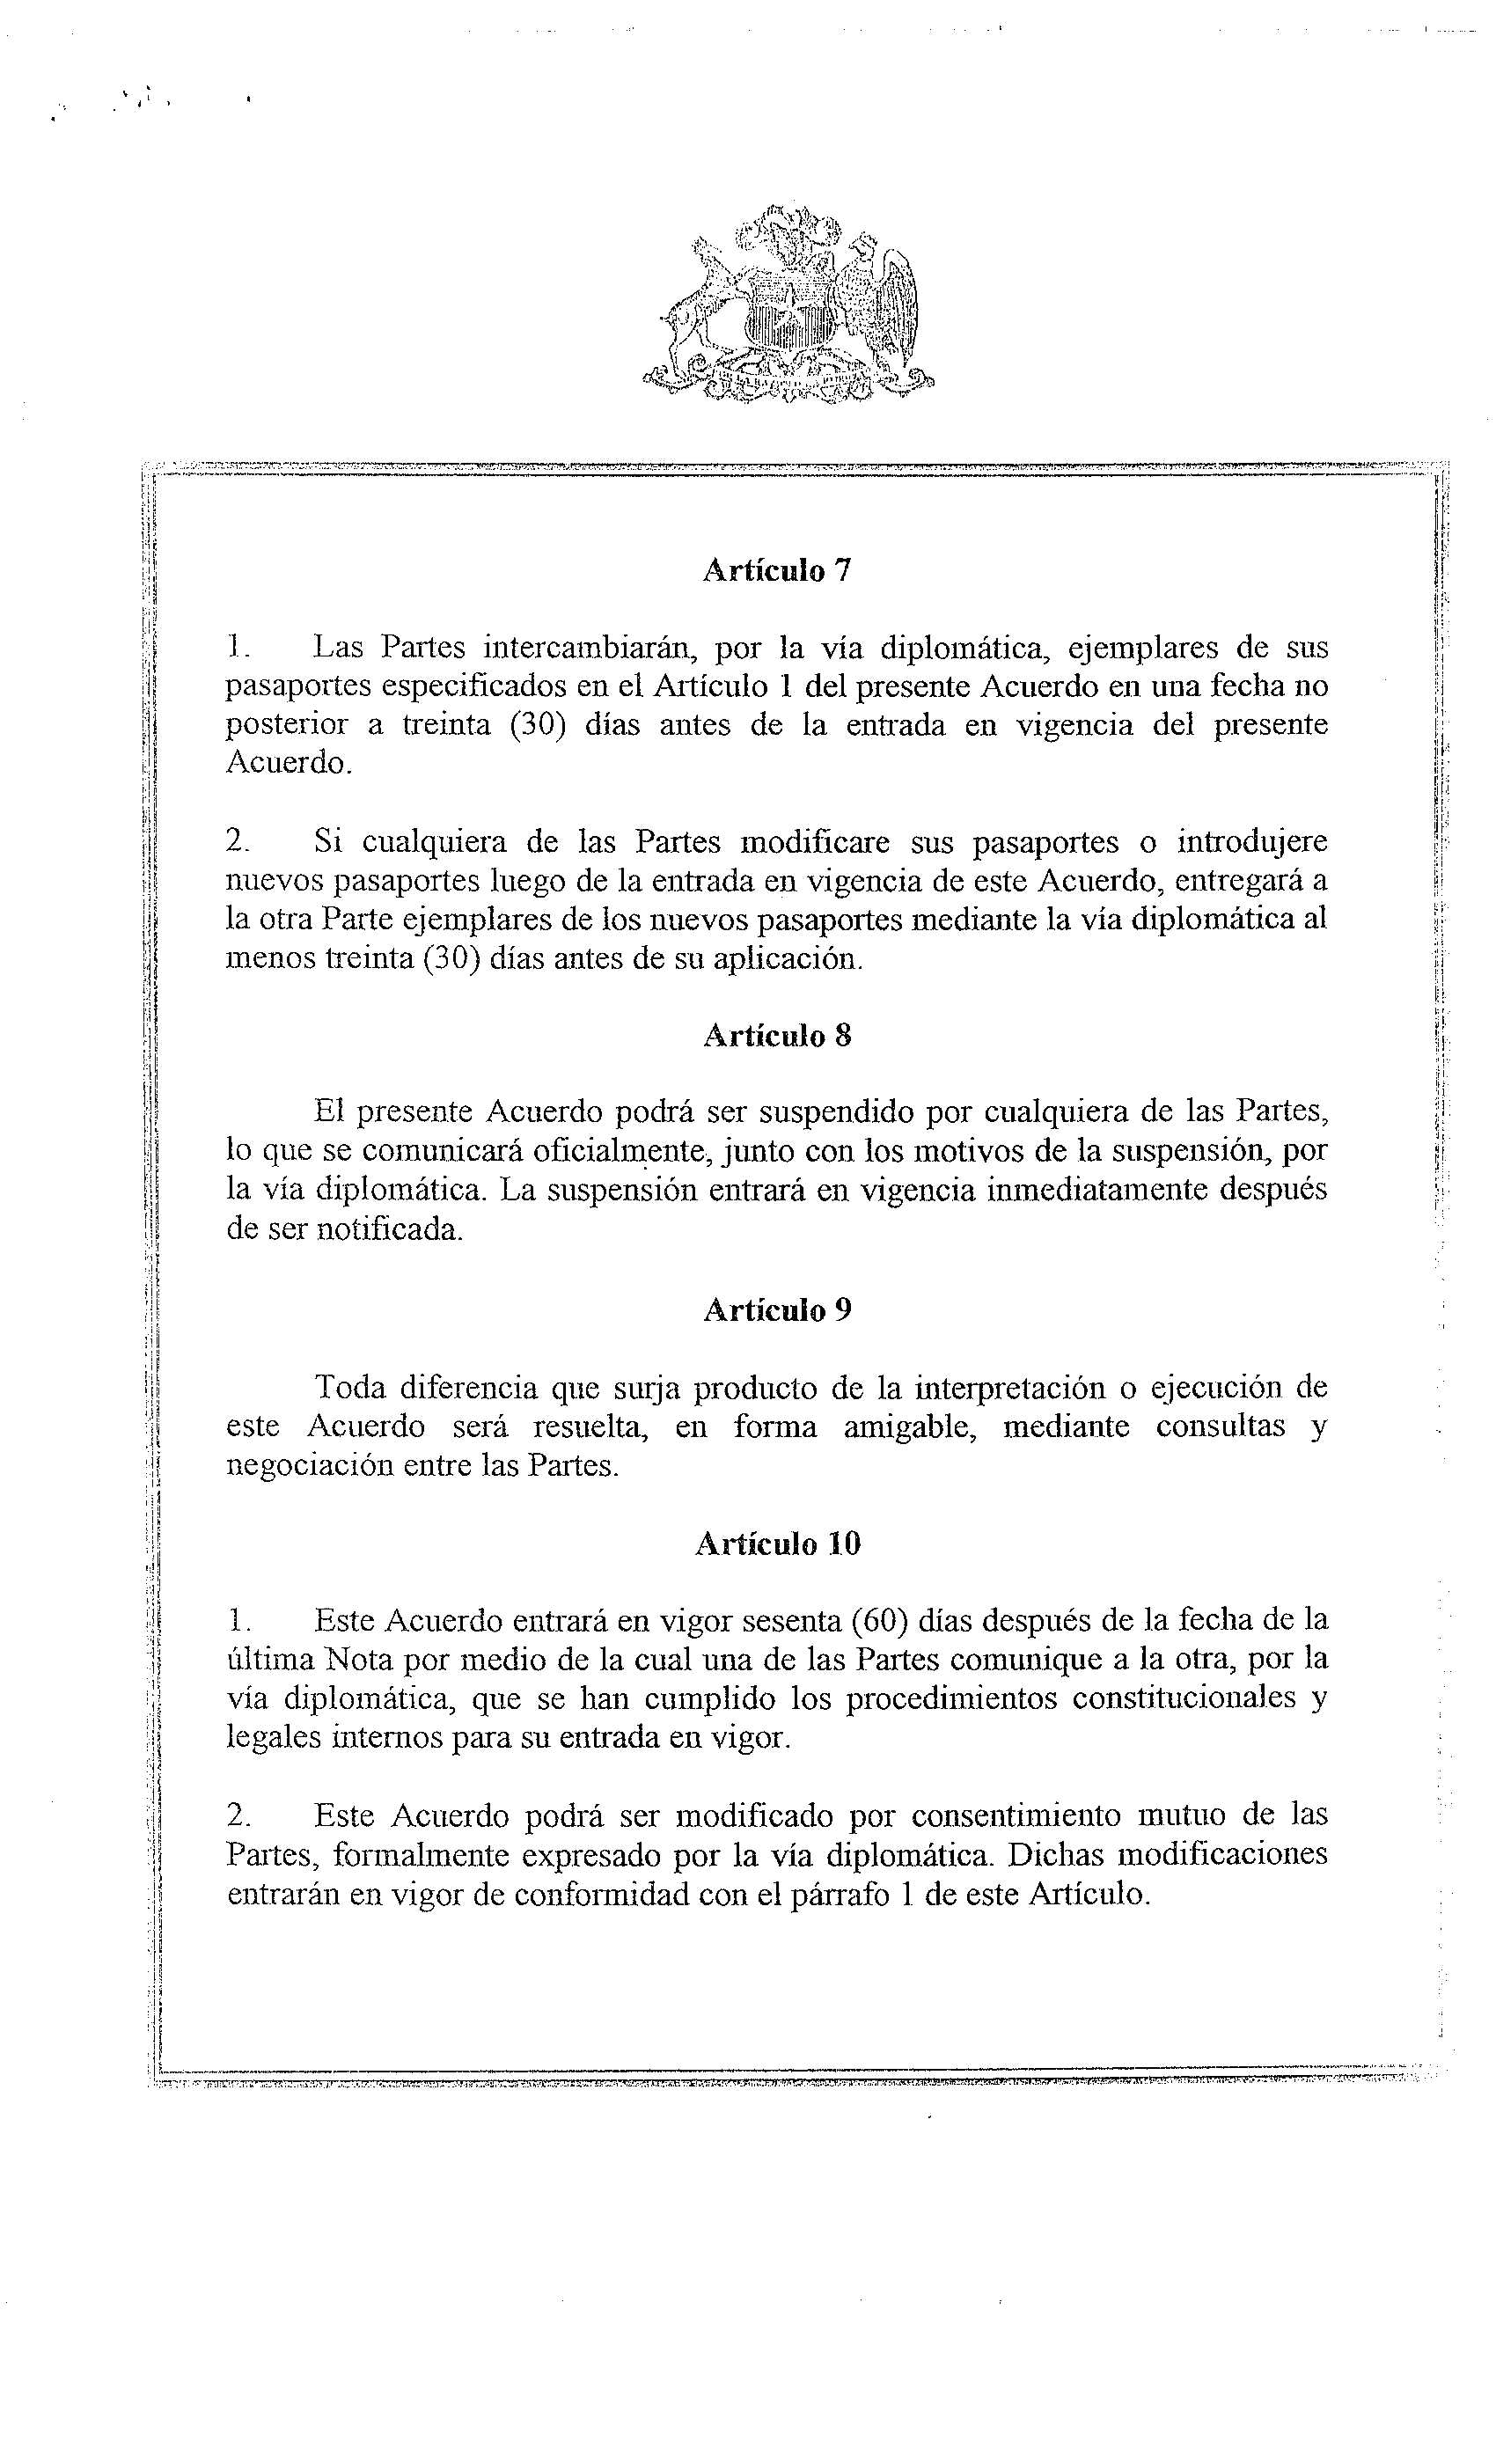 Artículo 7
1. Las Partes intercambiarán, por la vía diplomática, ejemplares de sus
pasaportes especificados en el Artículo 1 del presente Acuerdo en una fecha no
posterior a treinta (30) días antes de la entrada en vigencia del presente
Acuerdo.
2. Si cualquiera de las Partes modificare sus pasaportes o introdujere
nuevos pasaportes luego de la entrada en vigencia de este Acuerdo, entregará a
la otra Parte ejemplares de los nuevos pasaportes mediante la vía diplomática al
menos treinta (30) días antes de su aplicación.
Artículo 8
El presente Acuerdo podrá ser suspendido por cualquiera de las Partes,
lo que se comunicará oficialmente, junto con los motivos de la suspensión, por
la vía diplomática. La suspensión entrará en vigencia inmediatamente después
de ser notificada.
Artículo 9
Toda diferencia que surja producto de la interpretación o ejecución de
este Acuerdo será resuelta, en forma amigable, mediante consultas y
negociación entre las Partes.
Artículo 10
1. Este Acuerdo entrará en vigor sesenta (60) días después de la fecha de la
última Nota por medio de la cual una de las Partes comunique a la otra, por la
vía diplomática, que se han cumplido los procedimientos constitucionales y
legales internos para su entrada en vigor.
2. Este Acuerdo podrá ser modificado por consentimiento mutuo de las
Partes, formalmente expresado por la vía diplomática. Dichas modificaciones
entrarán en vigor de conformidad con el párrafo 1 de este Artículo.